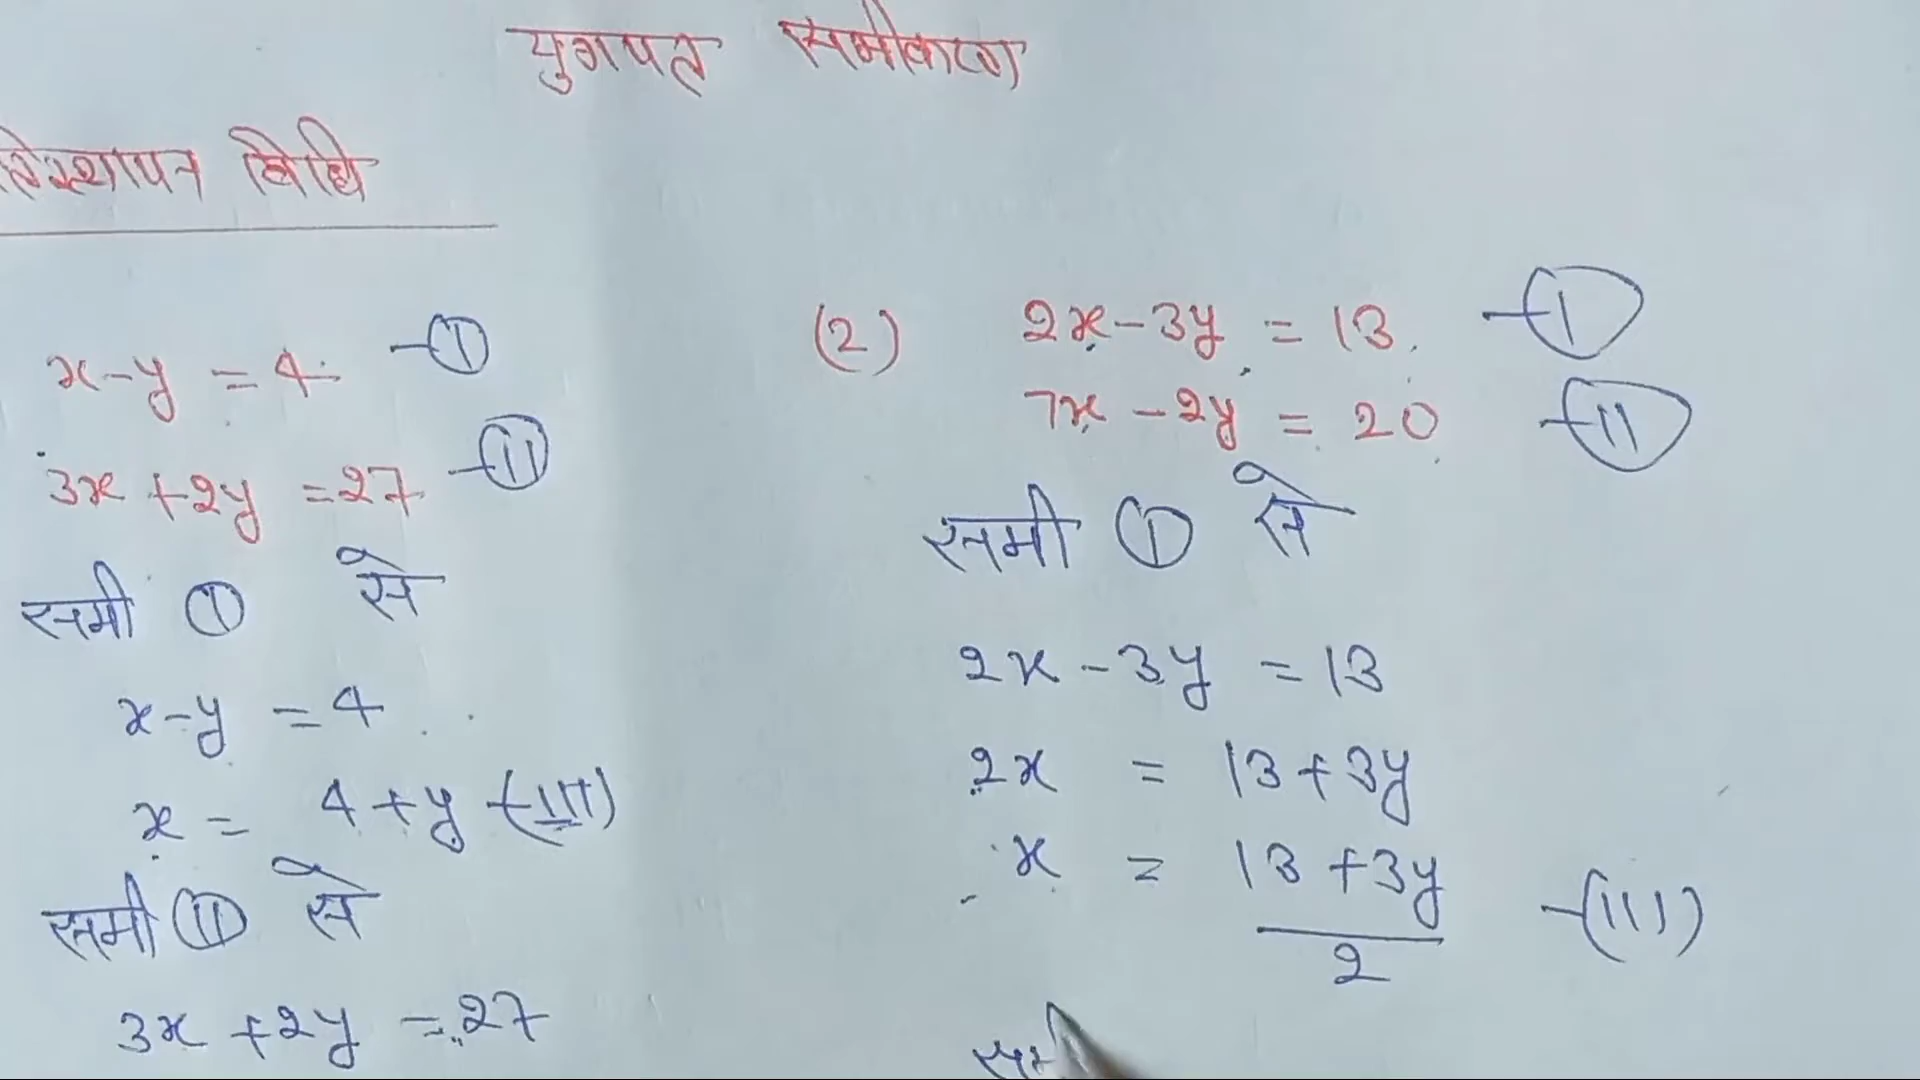 युगपत समीकरण
विस्थापन विधि
x-y = 4 -(I)
3x+2y = 27 -(II)
समी (I) से
x-y = 4
x = 4+y -(III)
समी (II) से
3x+2y = 27
(2) 2x-3y = 13 -(I)
7x-2y = 20 -(II)
समी (I) से
2x-3y = 13
2x = 13+3y
x = 13+3y -(III)
2